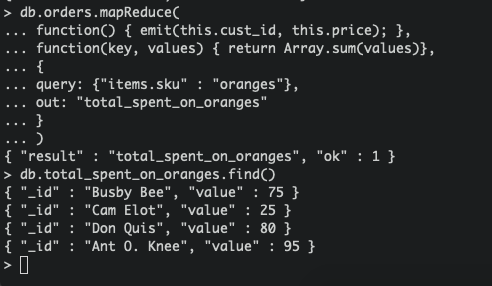 > db.orders.mapReduce(
... function() { emit(this.cust_id, this.price); },
... function(key, values) { return Array.sum(values)},
... {
... query: {"items.sku" : "oranges"},
... out: "total_spent_on_oranges"
... }
... )
{ "result" : "total_spent_on_oranges", "ok" : 1 }
> db.total_spent_on_oranges.find()
{ "_id" : "Busby Bee", "value" : 75 }
{ "_id" : "Cam Elot", "value" : 25 }
{ "_id" : "Don Quis", "value" : 80 }
{ "_id" : "Ant O. Knee", "value" : 95 }
>